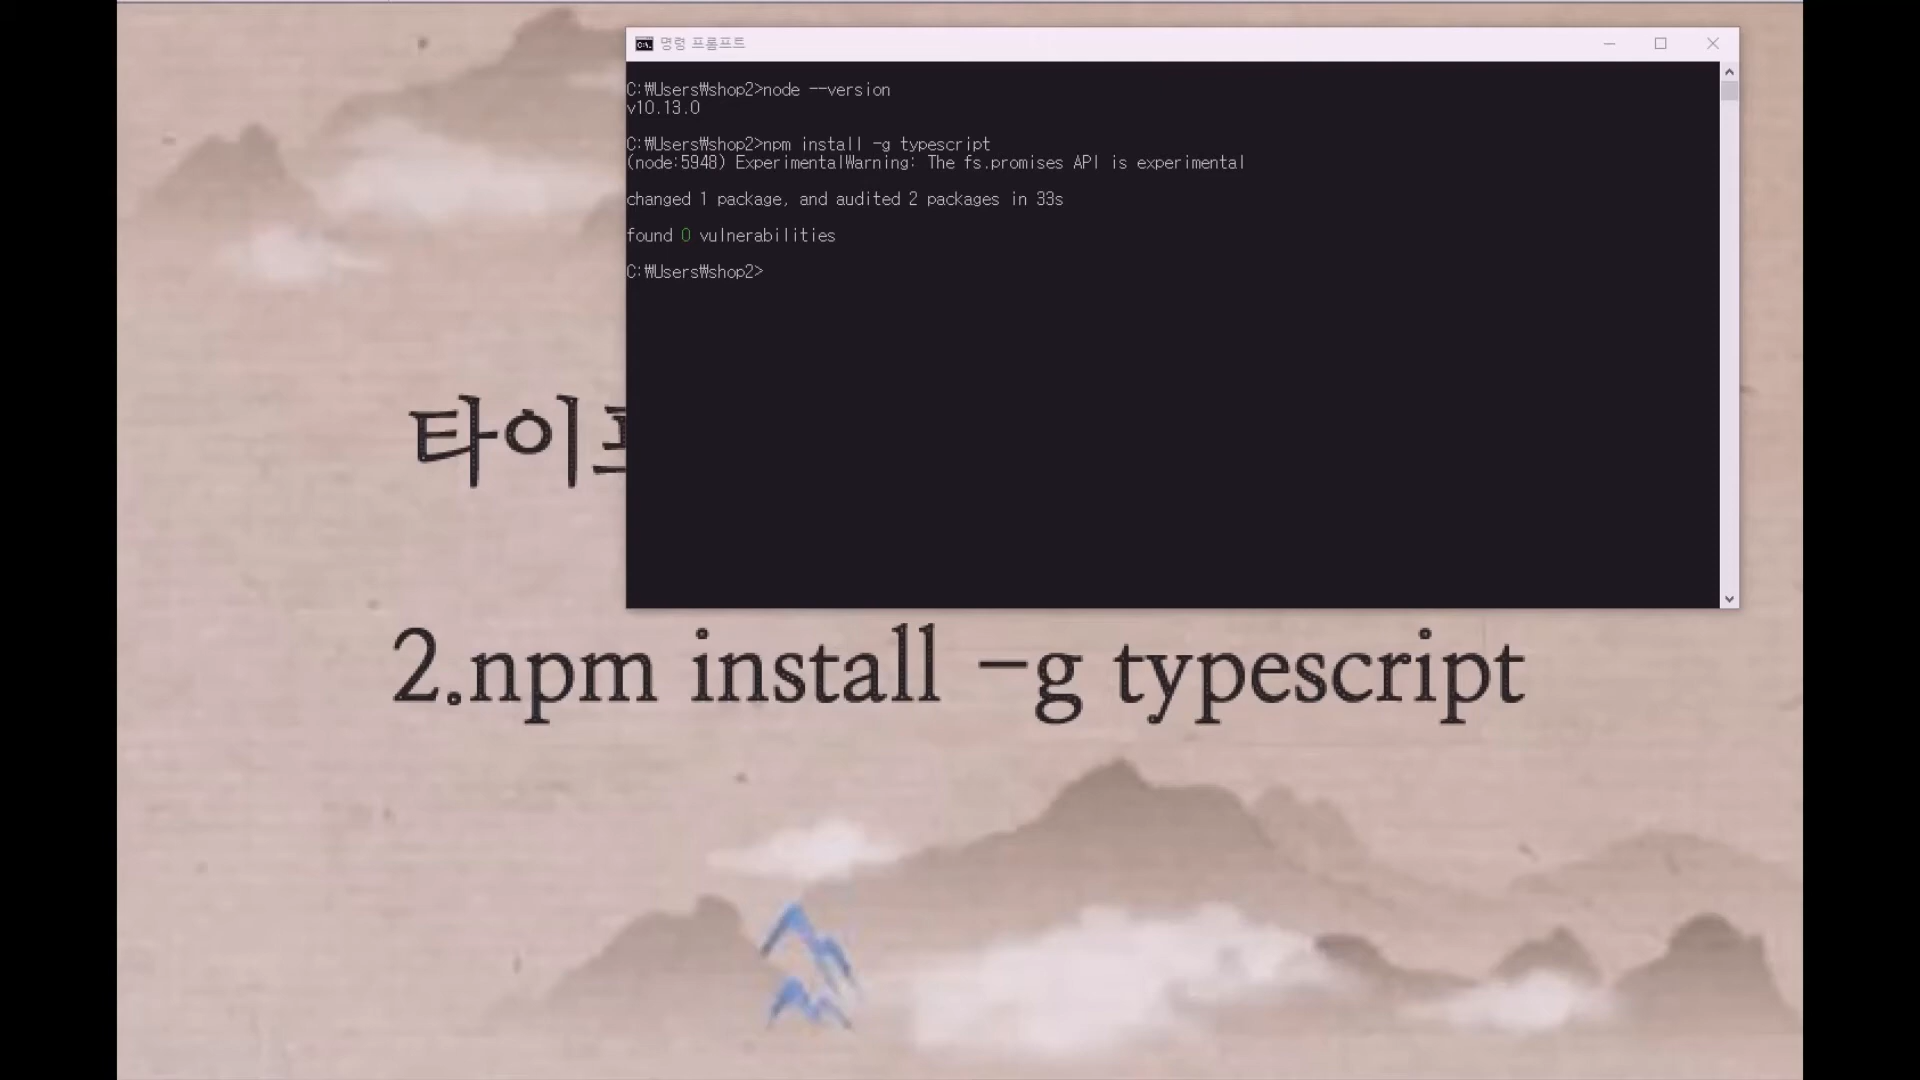 명령 프롬프트
C:₩Users₩shop2>node --version
v10.13.0
C:₩Users₩shop2>npm install -g typescript
(node:5948) ExperimentalWarning: The fs.promises API is experimental
changed 1 package, and audited 2 packages in 33s
found 0 vulnerabilities
C:₩Users₩shop2>
타이
2.npm install -g typescript